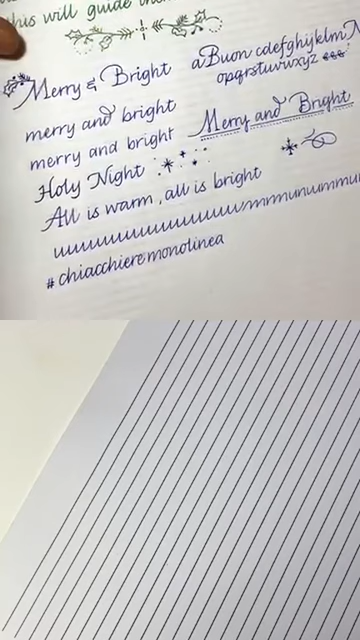 this will guide
aBuon cdefghijklm
opqrstuvwxyz
Merry & Bright
merry and bright
Merry and Bright
merry and bright
Holy Night
All is warm, all is bright
#chiacchieremonolinea